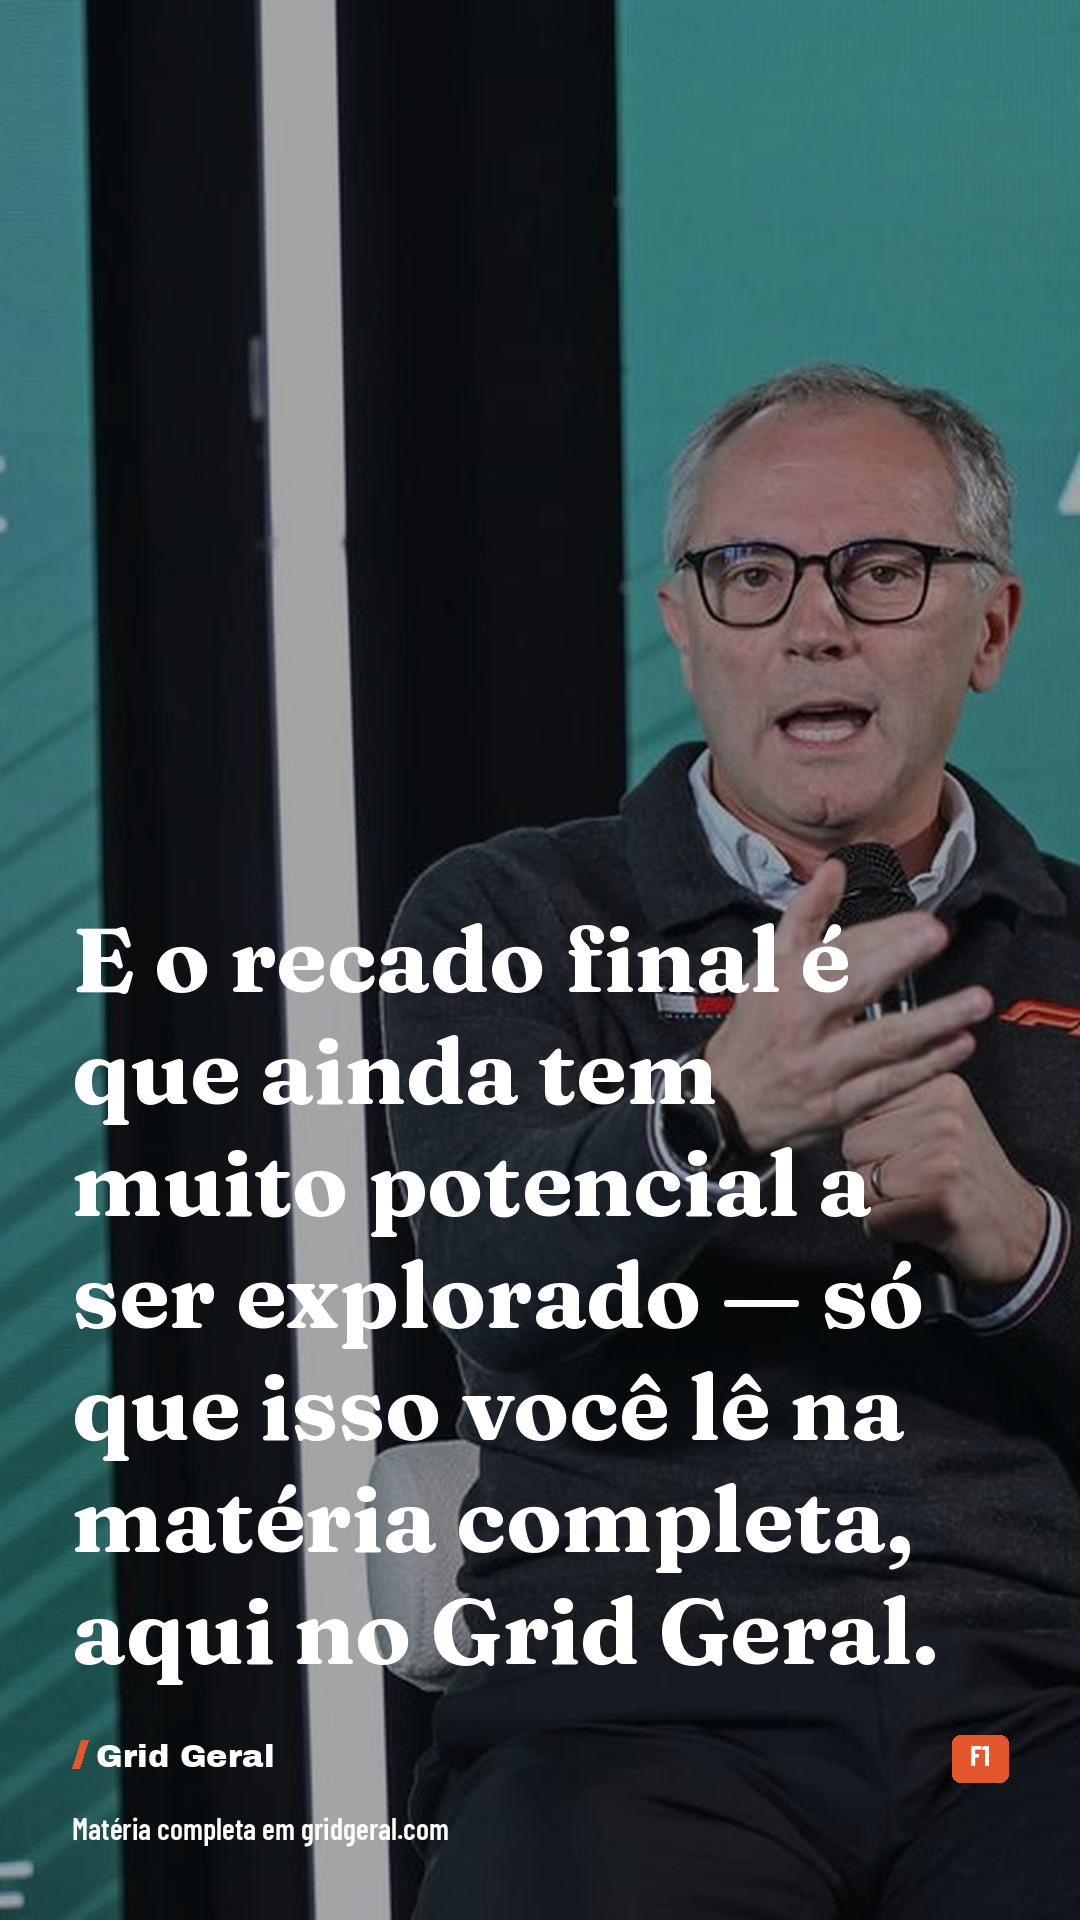 E o recado final é
que ainda tem
muito potencial a
ser explorado — só
que isso você lê na
matéria completa,
aqui no Grid Geral.
/ Grid Geral
F1
Matéria completa em gridgeral.com